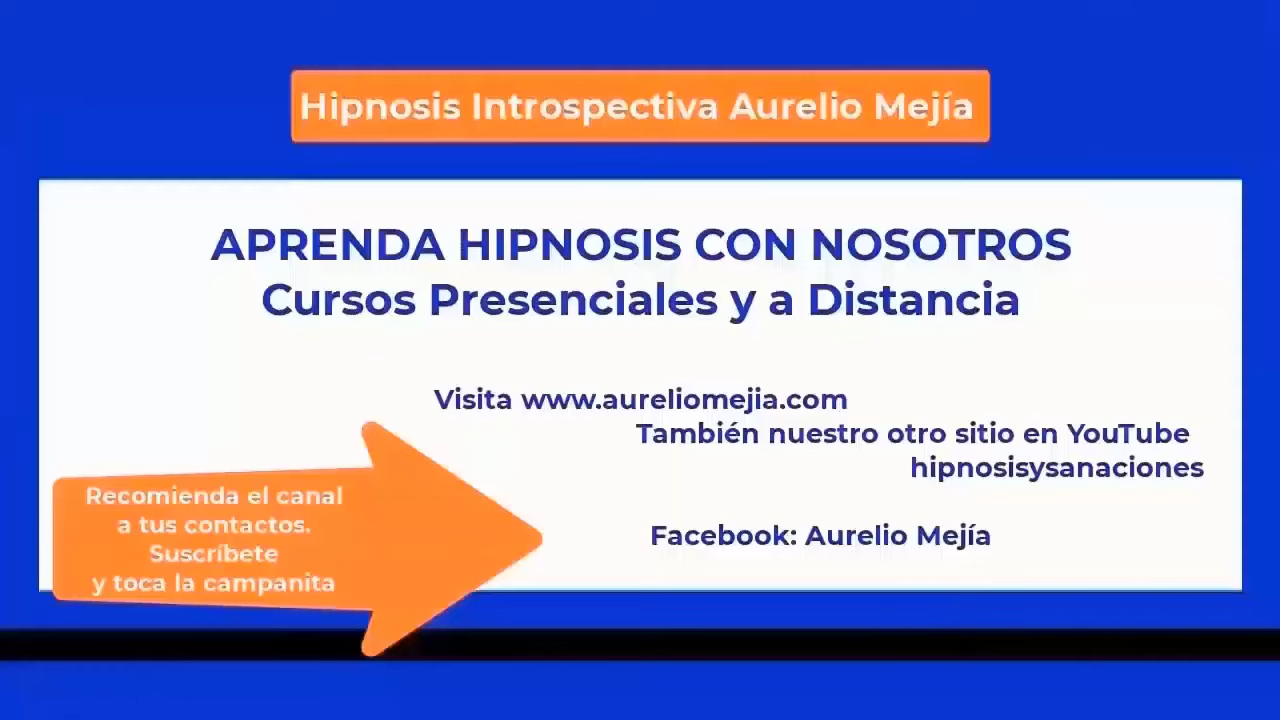 Hipnosis Introspectiva Aurelio Mejía
APRENDA HIPNOSIS CON NOSOTROS
Cursos Presenciales y a Distancia
Visita www.aureliomejia.com
También nuestro otro sitio en YouTube
hipnosisysanaciones
Facebook: Aurelio Mejía
Recomienda el canal
a tus contactos.
Suscríbete
y toca la campanita